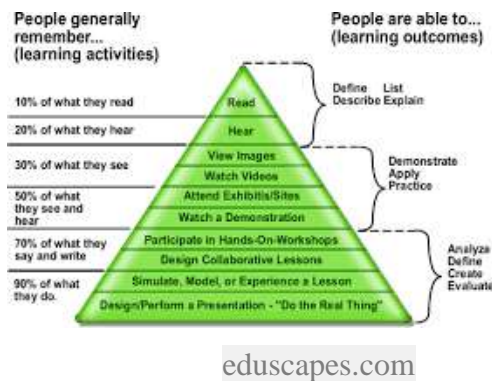 People generally
remember...
(learning activities)
People are able to...
(learning outcomes)
10% of what they read
Read
Define List
Describe Explain
20% of what they hear
Hear
30% of what they see
View Images
Watch Videos
Demonstrate
Apply
Practice
50% of what
they see and
hear
Attend Exhibitis/Sites
Watch a Demonstration
70% of what they
say and write
Participate in Hands-On-Workshops
Design Collaborative Lessons
Analyze
Define
Create
Evaluate
90% of what
they do.
Simulate, Model, or Experience a Lesson
Design/Perform a Presentation - "Do the Real Thing"
eduscapes.com